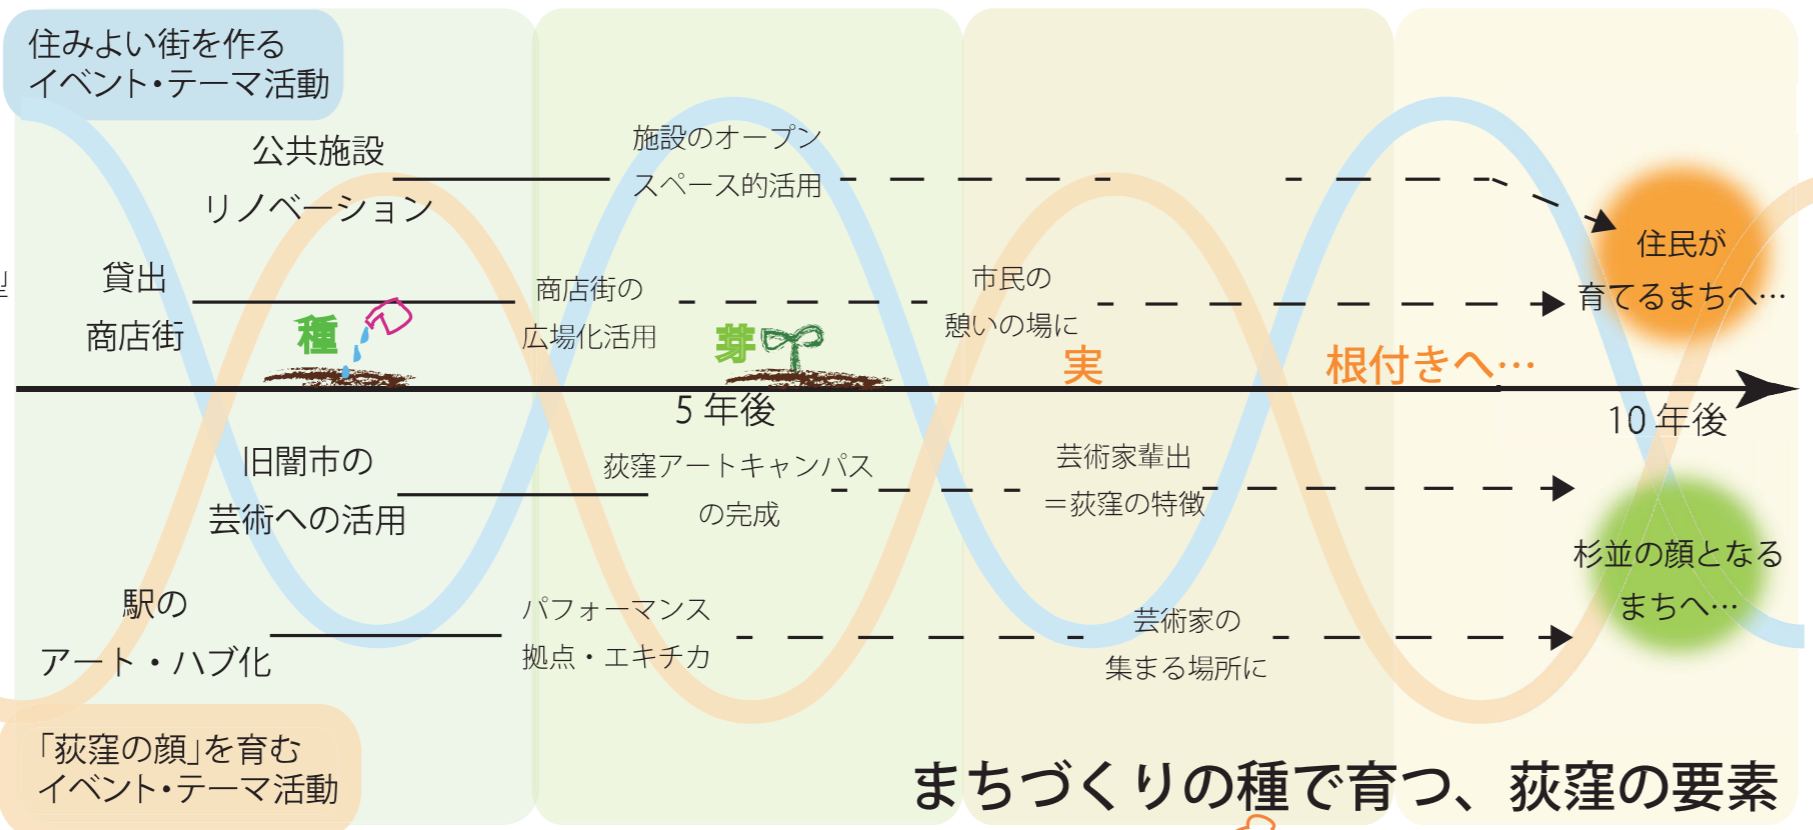 住みよい街を作る
イベント・テーマ活動
公共施設
リノベーション
施設のオープン
スペース的活用
住民が
育てるまちへ…
貸出
商店街
商店街の
広場化活用
市民の
憩いの場に
種
芽
実
根付きへ…
5 年後
10 年後
旧闇市の
芸術への活用
荻窪アートキャンパス
の完成
芸術家輩出
＝荻窪の特徴
杉並の顔となる
まちへ…
駅の
アート・ハブ化
パフォーマンス
拠点・エキチカ
芸術家の
集まる場所に
「荻窪の顔」を育む
イベント・テーマ活動
まちづくりの種で育つ、荻窪の要素